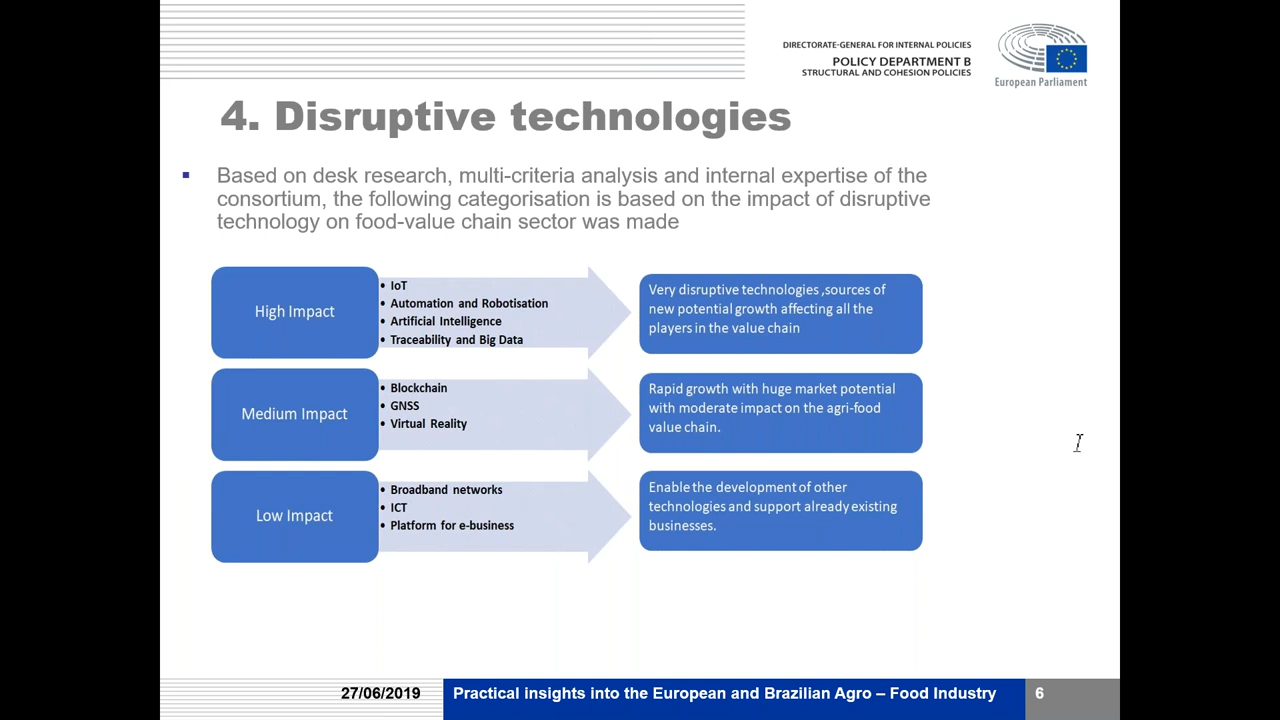 DIRECTORATE-GENERAL FOR INTERNAL POLICIES
POLICY DEPARTMENT B
STRUCTURAL AND COHESION POLICIES
European Parliament
4. Disruptive technologies
Based on desk research, multi-criteria analysis and internal expertise of the
consortium, the following categorisation is based on the impact of disruptive
technology on food-value chain sector was made
High Impact
• IoT
• Automation and Robotisation
• Artificial Intelligence
• Traceability and Big Data
Very disruptive technologies ,sources of
new potential growth affecting all the
players in the value chain
Medium Impact
• Blockchain
• GNSS
• Virtual Reality
Rapid growth with huge market potential
with moderate impact on the agri-food
value chain.
Low Impact
• Broadband networks
• ICT
• Platform for e-business
Enable the development of other
technologies and support already existing
businesses.
27/06/2019
Practical insights into the European and Brazilian Agro – Food Industry
6